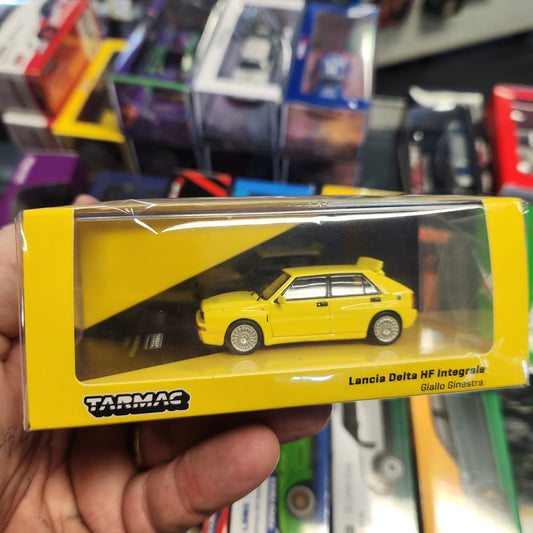 TARMAC
Lancia Delta HF Integrale
Giallo Ginestra